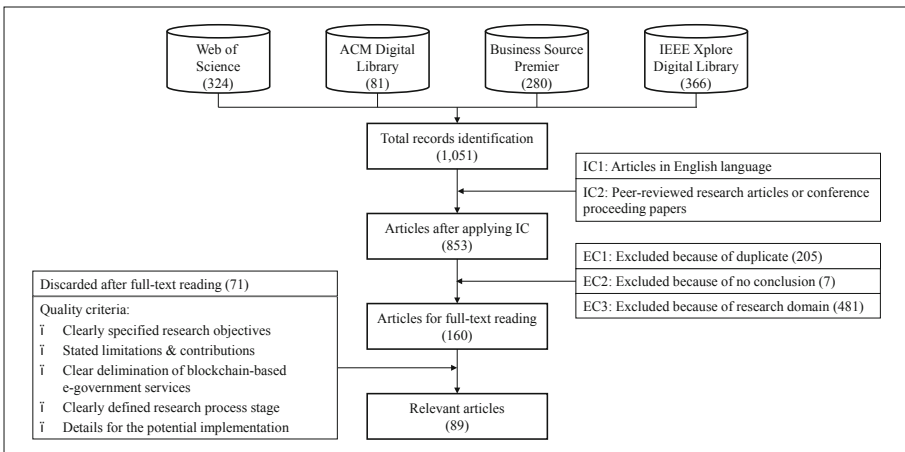 Web of
Science
(324)
ACM Digital
Library
(81)
Business Source
Premier
(280)
IEEE Xplore
Digital Library
(366)
Total records identification
(1,051)
IC1: Articles in English language
IC2: Peer-reviewed research articles or conference
proceeding papers
Articles after applying IC
(853)
EC1: Excluded because of duplicate (205)
EC2: Excluded because of no conclusion (7)
EC3: Excluded because of research domain (481)
Discarded after full-text reading (71)
Quality criteria:
ï Clearly specified research objectives
ï Stated limitations & contributions
ï Clear delimination of blockchain-based
e-government services
ï Clearly defined research process stage
ï Details for the potential implementation
Articles for full-text reading
(160)
Relevant articles
(89)